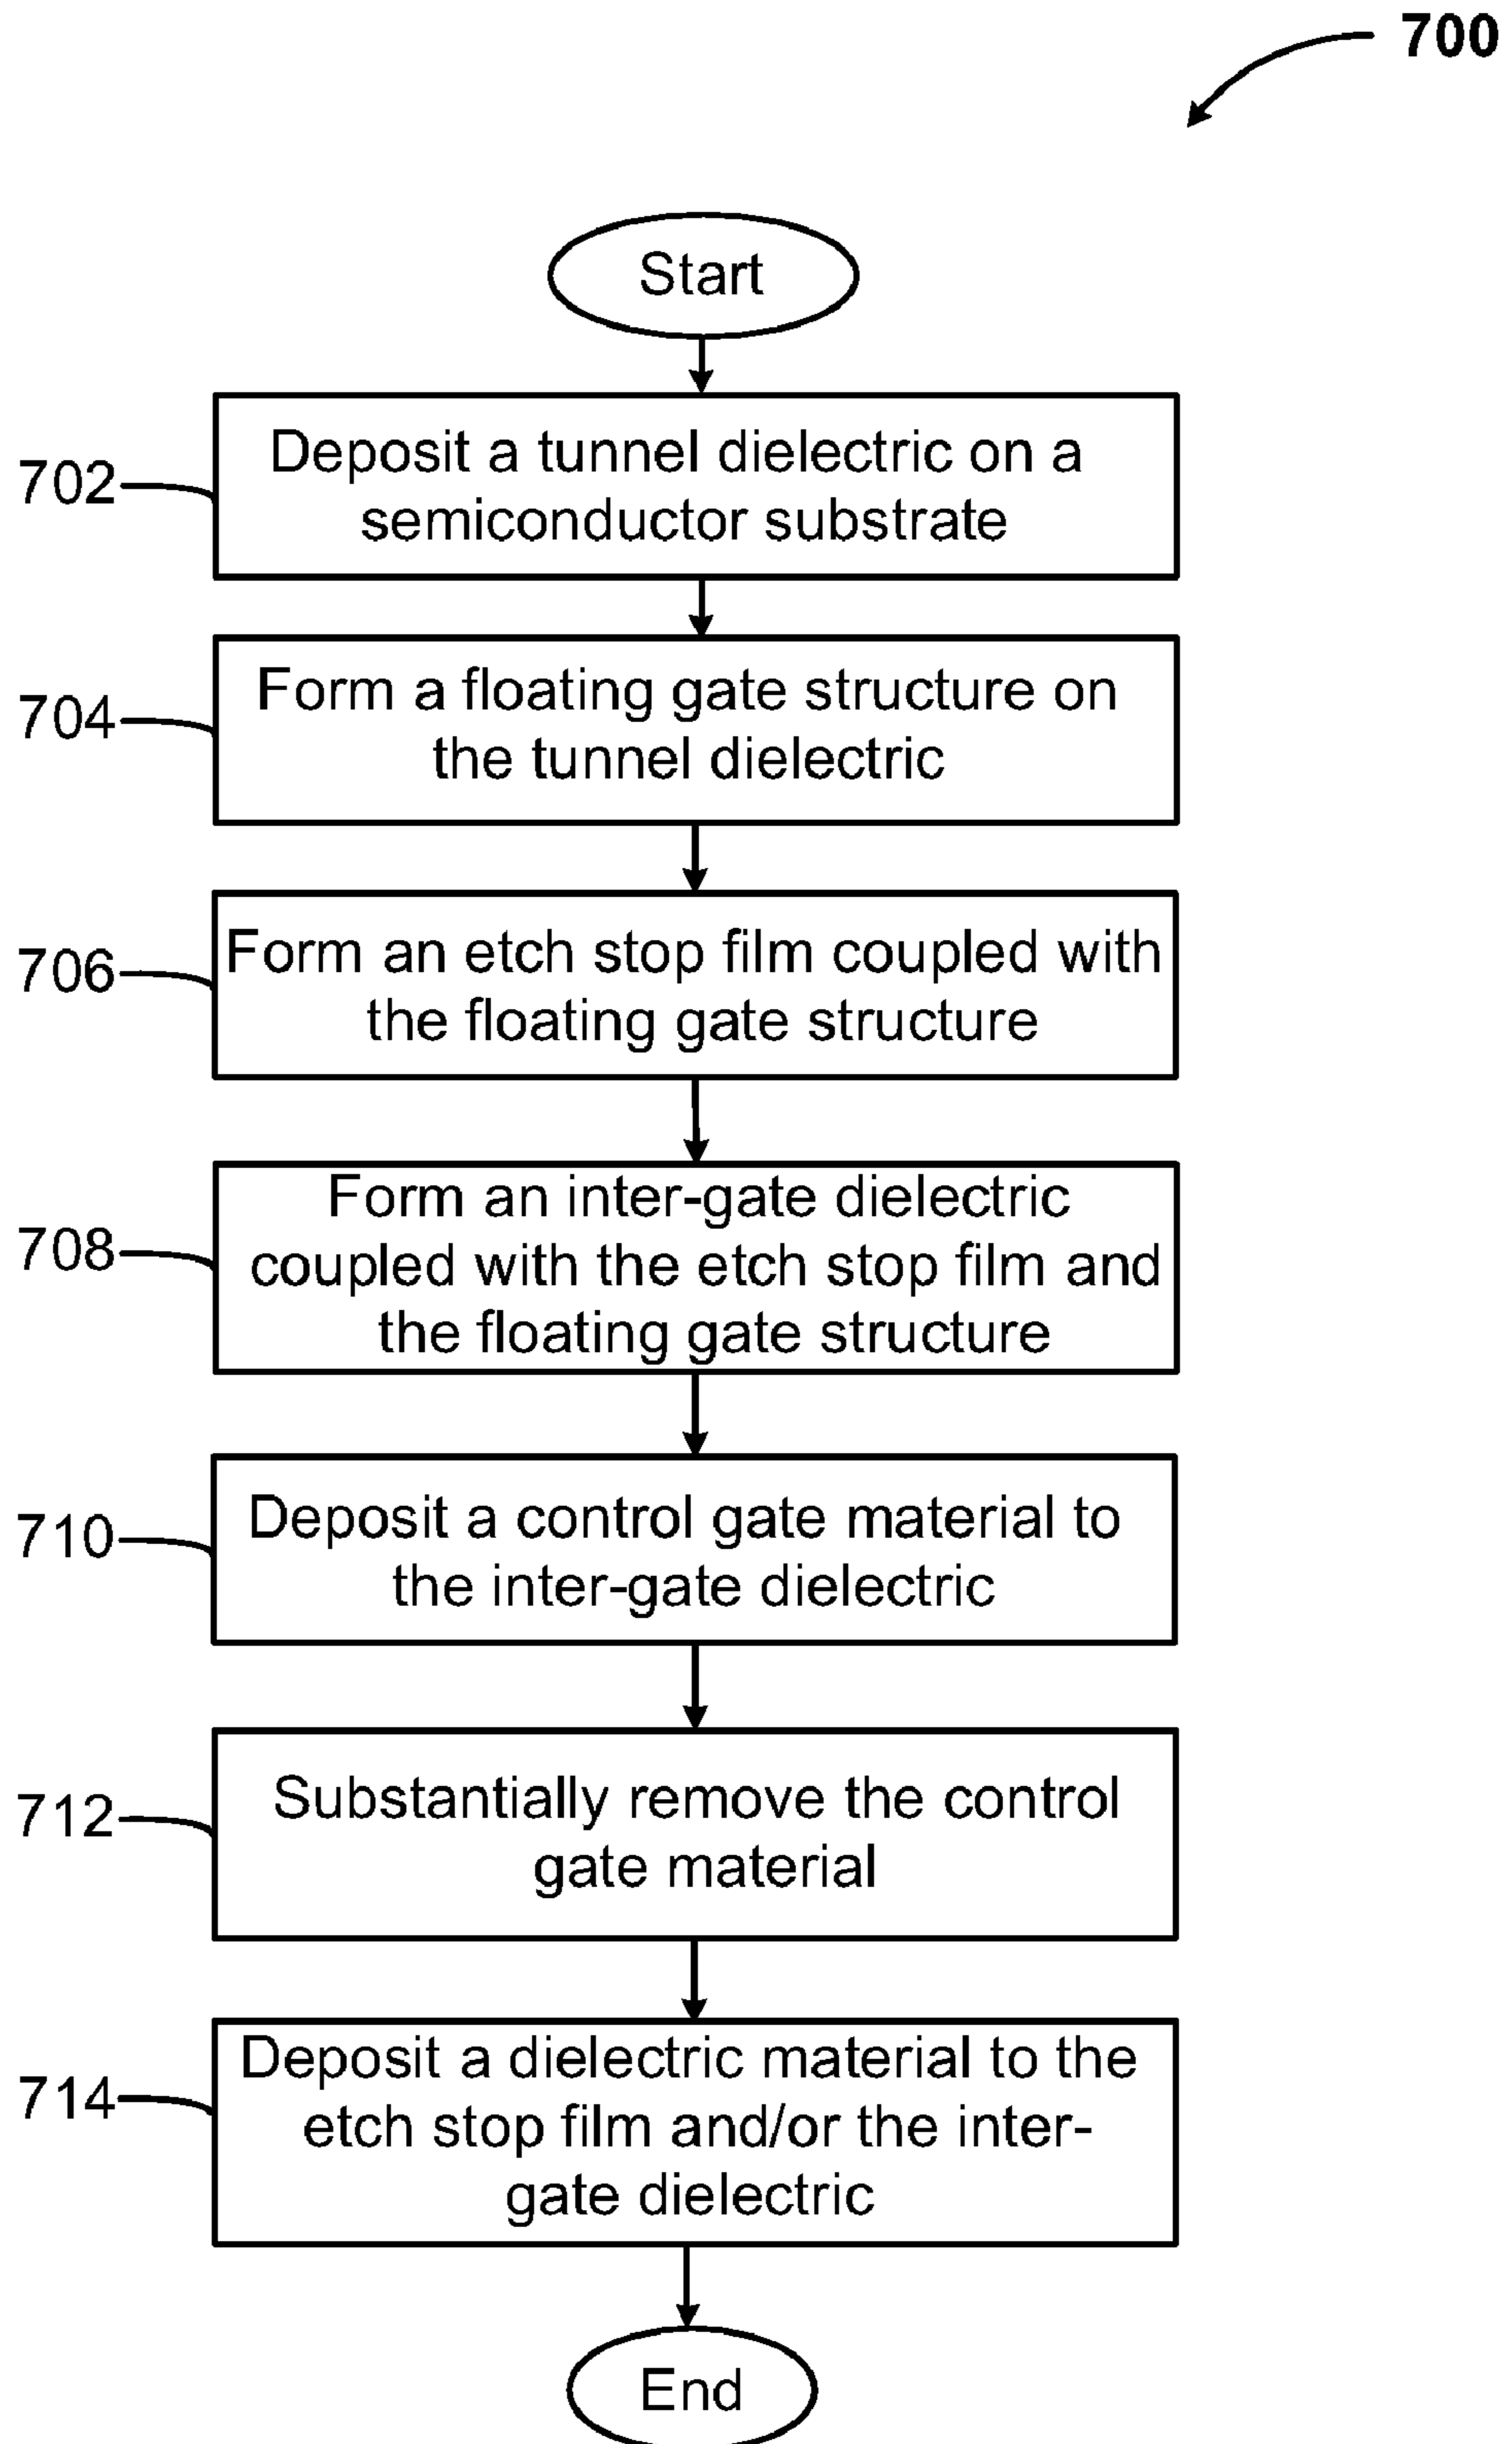 700
Start
702
Deposit a tunnel dielectric on a
semiconductor substrate
704
Form a floating gate structure on
the tunnel dielectric
706
Form an etch stop film coupled with
the floating gate structure
708
Form an inter-gate dielectric
coupled with the etch stop film and
the floating gate structure
710
Deposit a control gate material to
the inter-gate dielectric
712
Substantially remove the control
gate material
714
Deposit a dielectric material to the
etch stop film and/or the inter-
gate dielectric
End